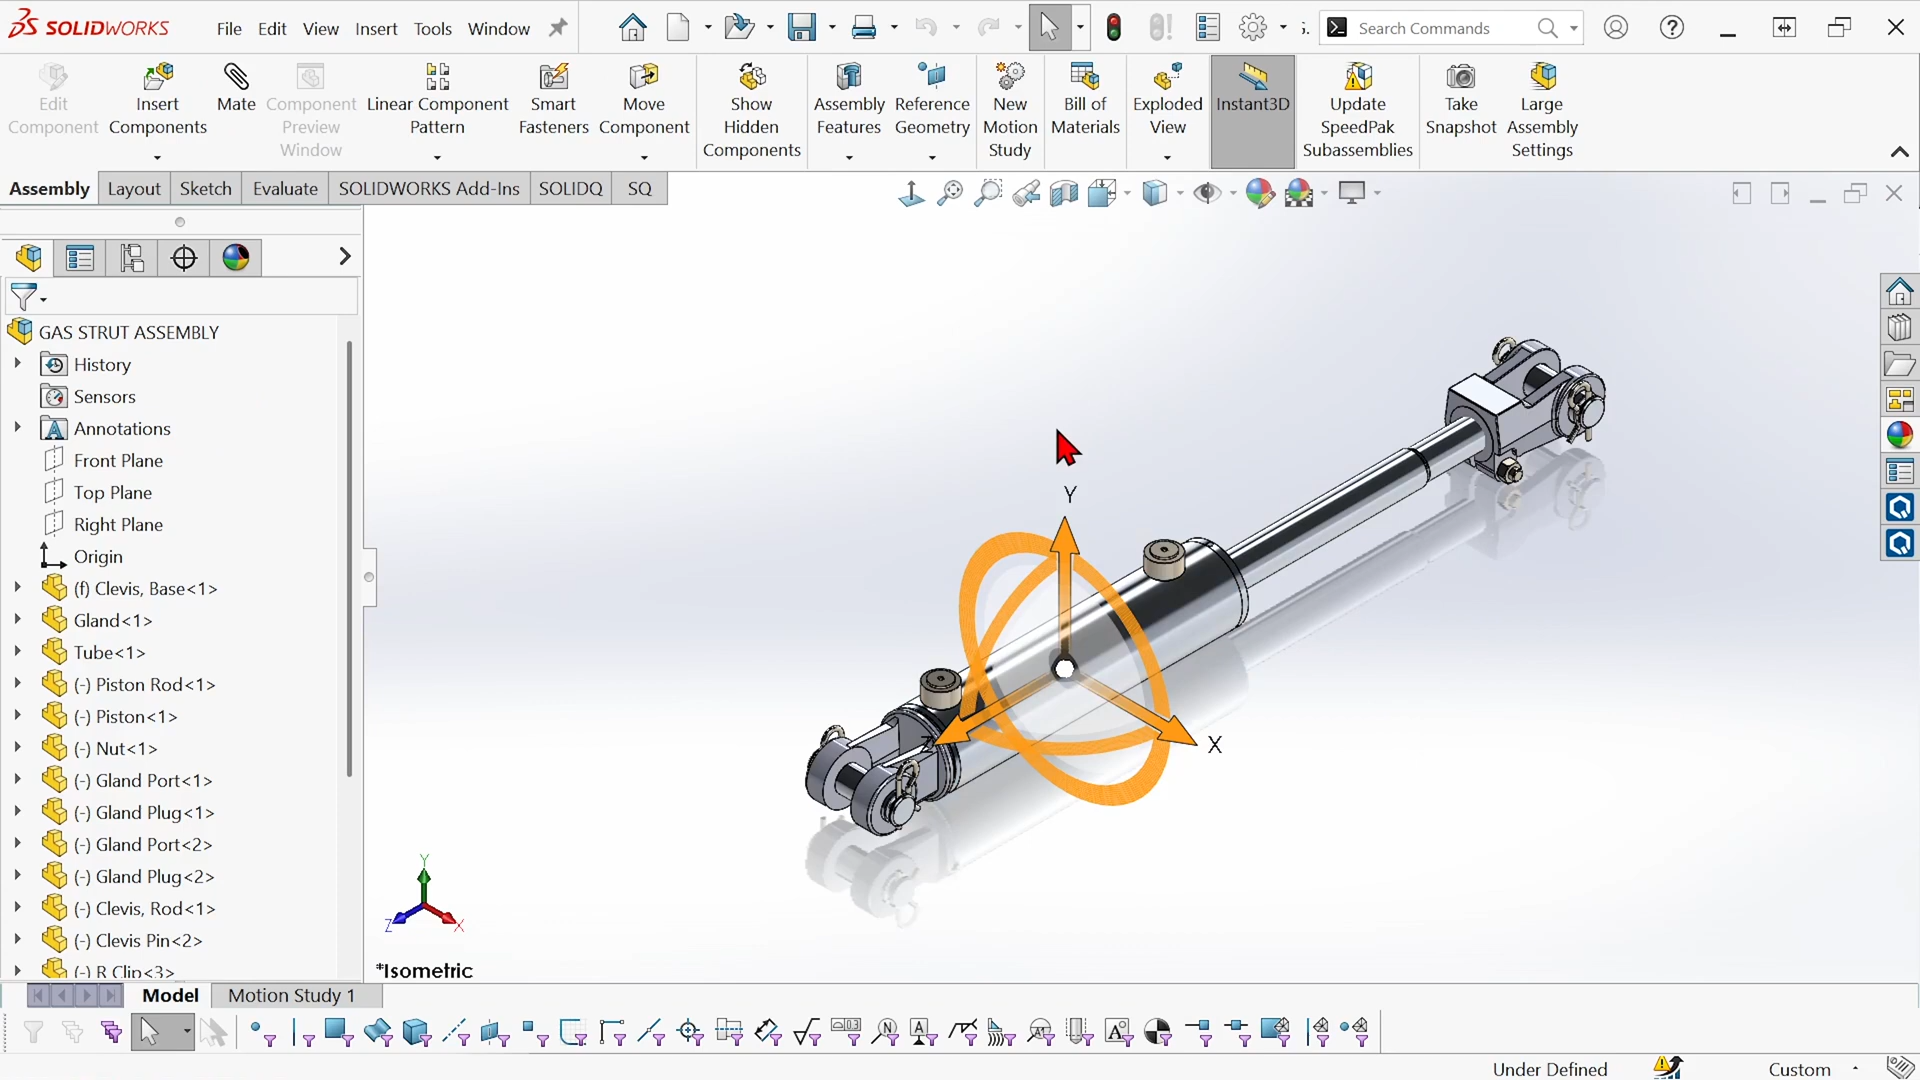 SOLIDWORKS
File Edit View Insert Tools Window
Search Commands
Edit Component
Insert Components
Mate
Component Preview Window
Linear Component Pattern
Smart Fasteners
Move Component
Show Hidden Components
Assembly Features
Reference Geometry
New Motion Study
Bill of Materials
Exploded View
Instant3D
Update SpeedPak Subassemblies
Take Snapshot
Large Assembly Settings
Assembly Layout Sketch Evaluate SOLIDWORKS Add-Ins SOLIDQ SQ
GAS STRUT ASSEMBLY
History
Sensors
Annotations
Front Plane
Top Plane
Right Plane
Origin
(f) Clevis, Base<1>
Gland<1>
Tube<1>
(-) Piston Rod<1>
(-) Piston<1>
(-) Nut<1>
(-) Gland Port<1>
(-) Gland Plug<1>
(-) Gland Port<2>
(-) Gland Plug<2>
(-) Clevis, Rod<1>
(-) Clevis Pin<2>
(-) R Clip<3>
Y
X
Z
Y
Z
X
*Isometric
Model Motion Study 1
Under Defined
Custom